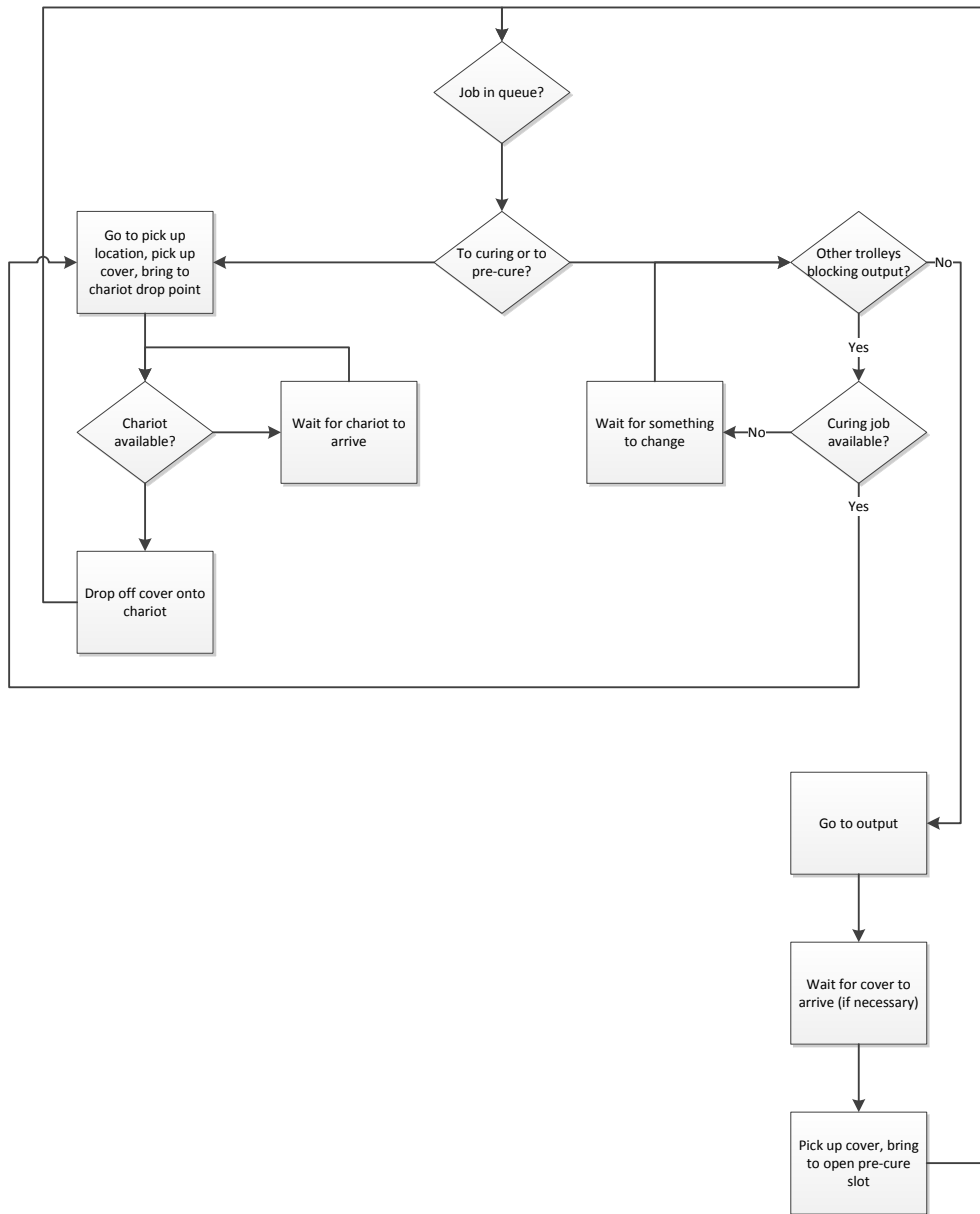 Job in queue?
Go to pick up
location, pick up
cover, bring to
chariot drop point
To curing or to
pre-cure?
Other trolleys
blocking output?
No
Yes
Chariot
available?
Wait for chariot to
arrive
Wait for something
to change
No
Curing job
available?
Yes
Drop off cover onto
chariot
Go to output
Wait for cover to
arrive (if necessary)
Pick up cover, bring
to open pre-cure
slot